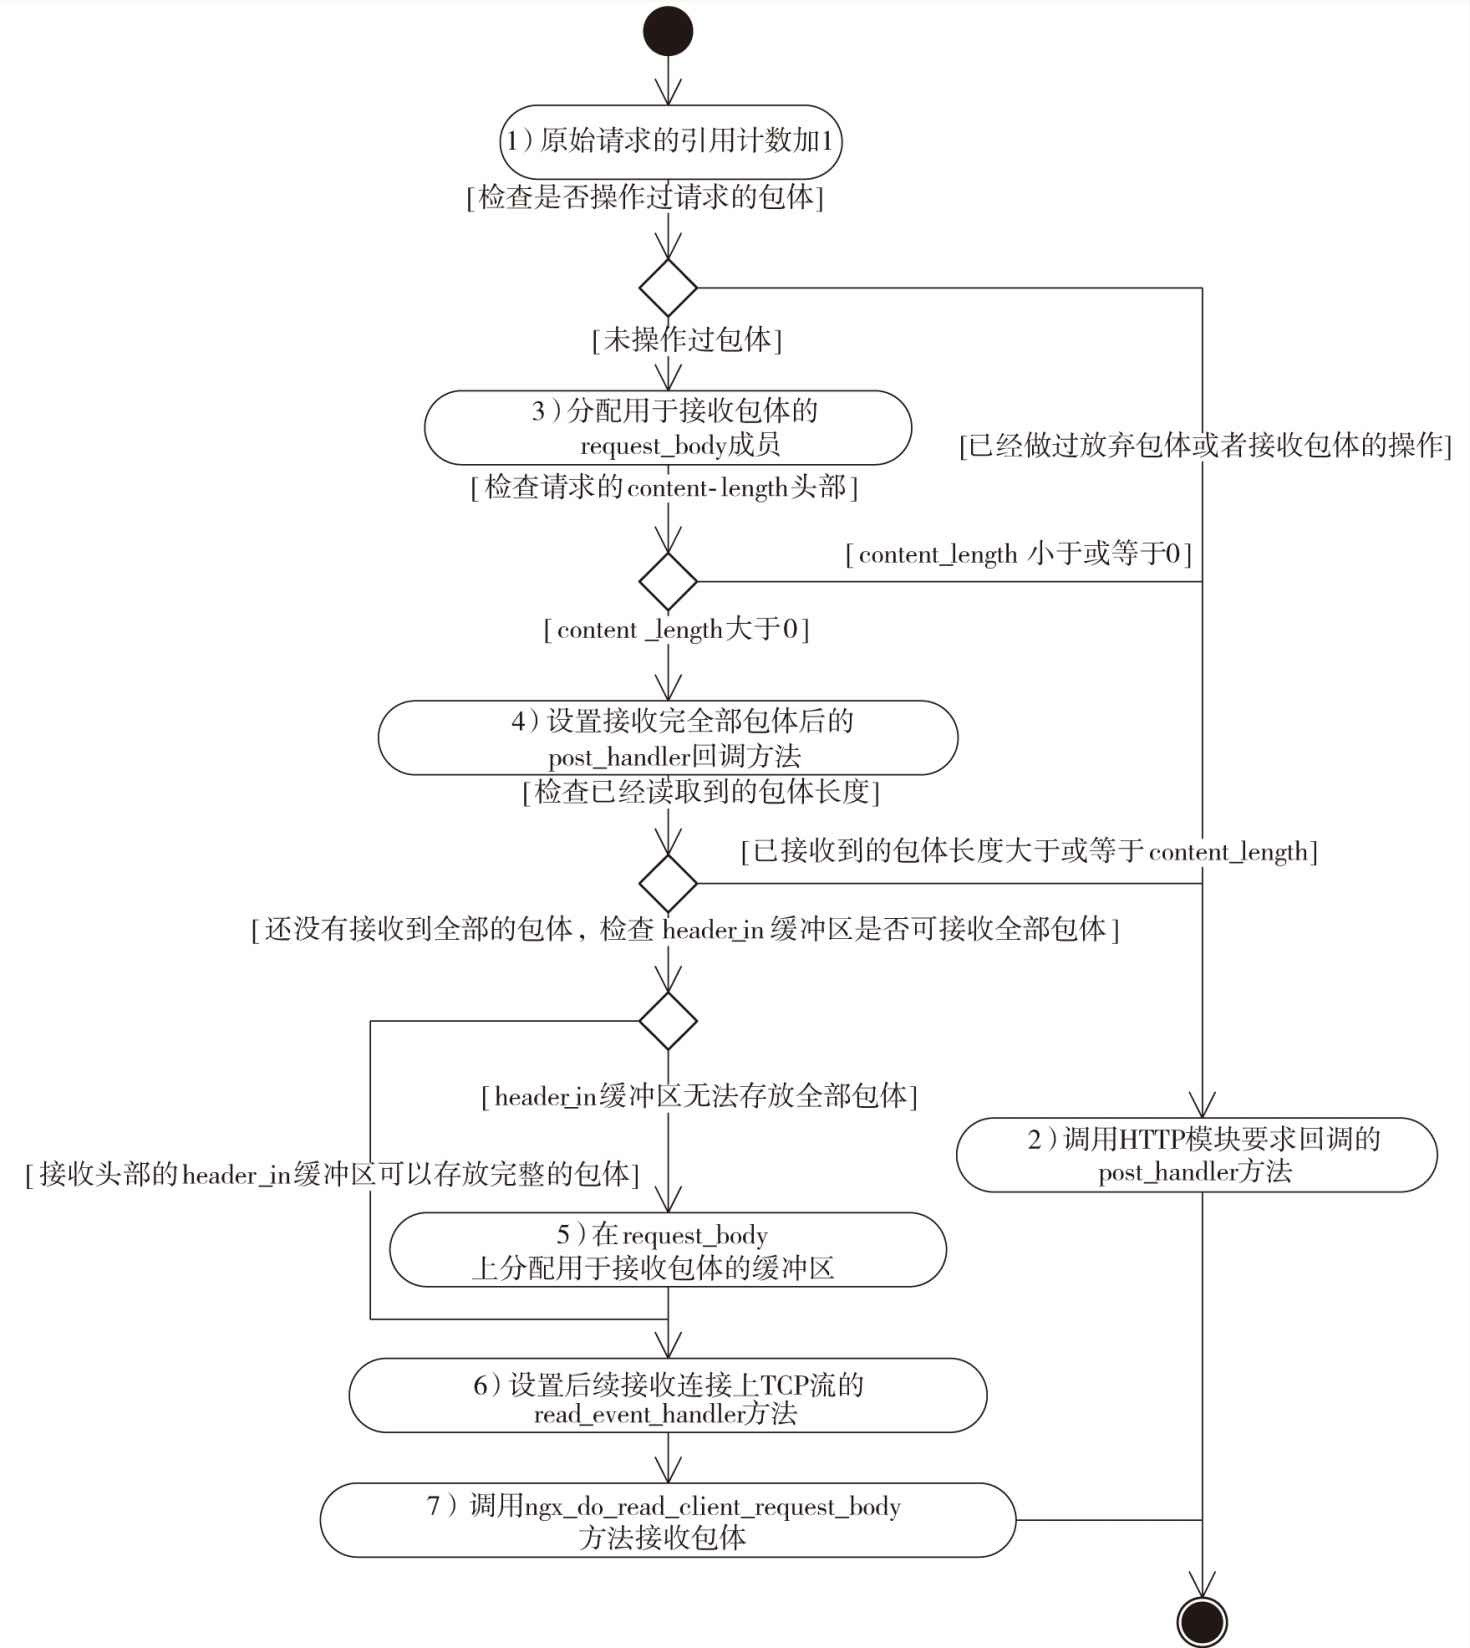 1）原始请求的引用计数加1
[检查是否操作过请求的包体]
[未操作过包体]
3）分配用于接收包体的
request_body成员
[已经做过放弃包体或者接收包体的操作]
[检查请求的content-length头部]
[content_length 小于或等于0]
[content _length大于0]
4）设置接收完全部包体后的
post_handler回调方法
[检查已经读取到的包体长度]
[已接收到的包体长度大于或等于content_length]
[还没有接收到全部的包体，检查 header_in 缓冲区是否可接收全部包体]
[header_in缓冲区无法存放全部包体]
2）调用HTTP模块要求回调的
post_handler方法
[接收头部的header_in缓冲区可以存放完整的包体]
5）在request_body
上分配用于接收包体的缓冲区
6）设置后续接收连接上TCP流的
read_event_handler方法
7）调用ngx_do_read_client_request_body
方法接收包体